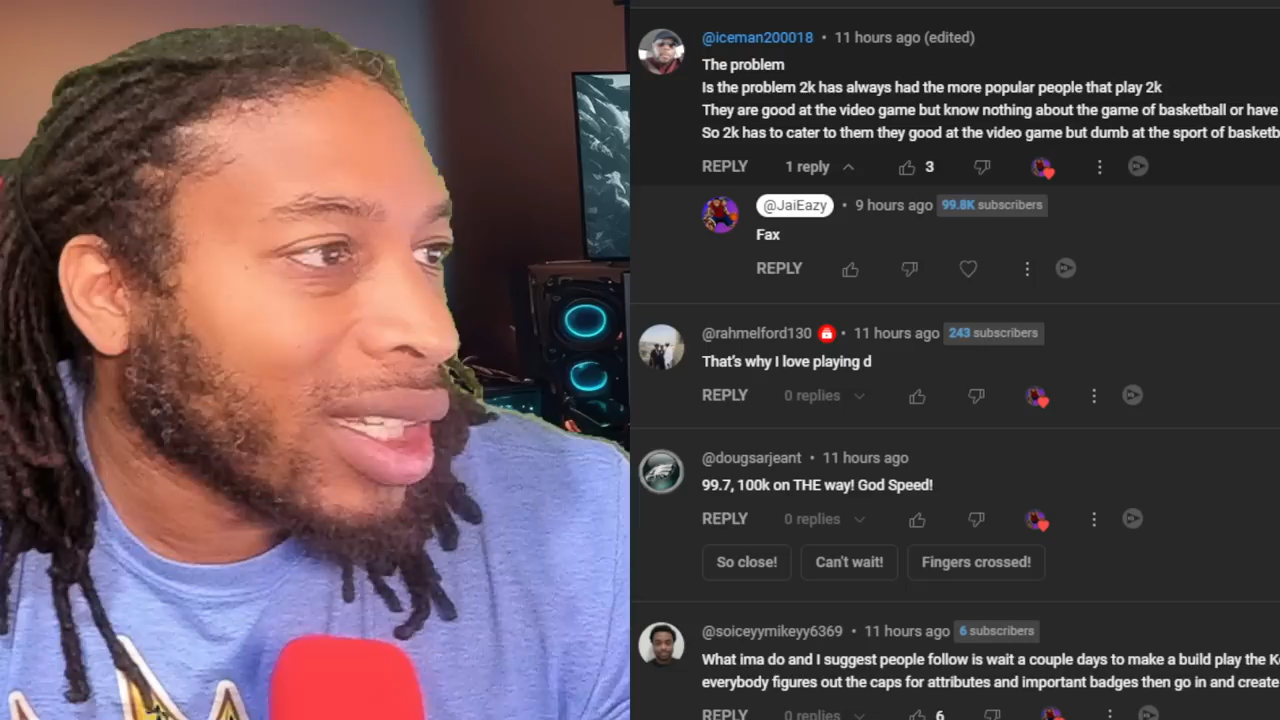 @iceman200018 • 11 hours ago (edited)
The problem
Is the problem 2k has always had the more popular people that play 2k
They are good at the video game but know nothing about the game of basketball or have
So 2k has to cater to them they good at the video game but dumb at the sport of basketb
REPLY 1 reply 3
@JaiEazy • 9 hours ago 99.8K subscribers
Fax
REPLY
@rahmelford130 • 11 hours ago 243 subscribers
That's why I love playing d
REPLY 0 replies
@dougsarjeant • 11 hours ago
99.7, 100k on THE way! God Speed!
REPLY 0 replies
So close! Can't wait! Fingers crossed!
@soiceyymikeyy6369 • 11 hours ago 6 subscribers
What ima do and I suggest people follow is wait a couple days to make a build play the
everybody figures out the caps for attributes and important badges then go in and create
REPLY 0 replies 6